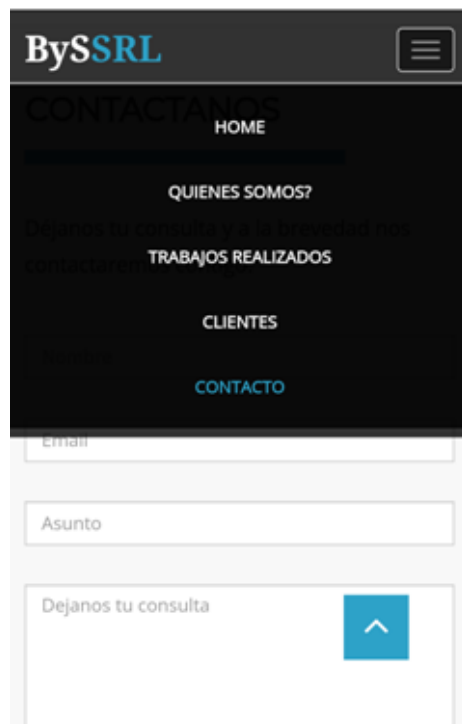 BySSRL
CONTACTANOS
HOME
QUIENES SOMOS?
Déjanos tu consulta y a la brevedad nos
contactaremos
TRABAJOS REALIZADOS
CLIENTES
CONTACTO
Email
Asunto
Dejanos tu consulta